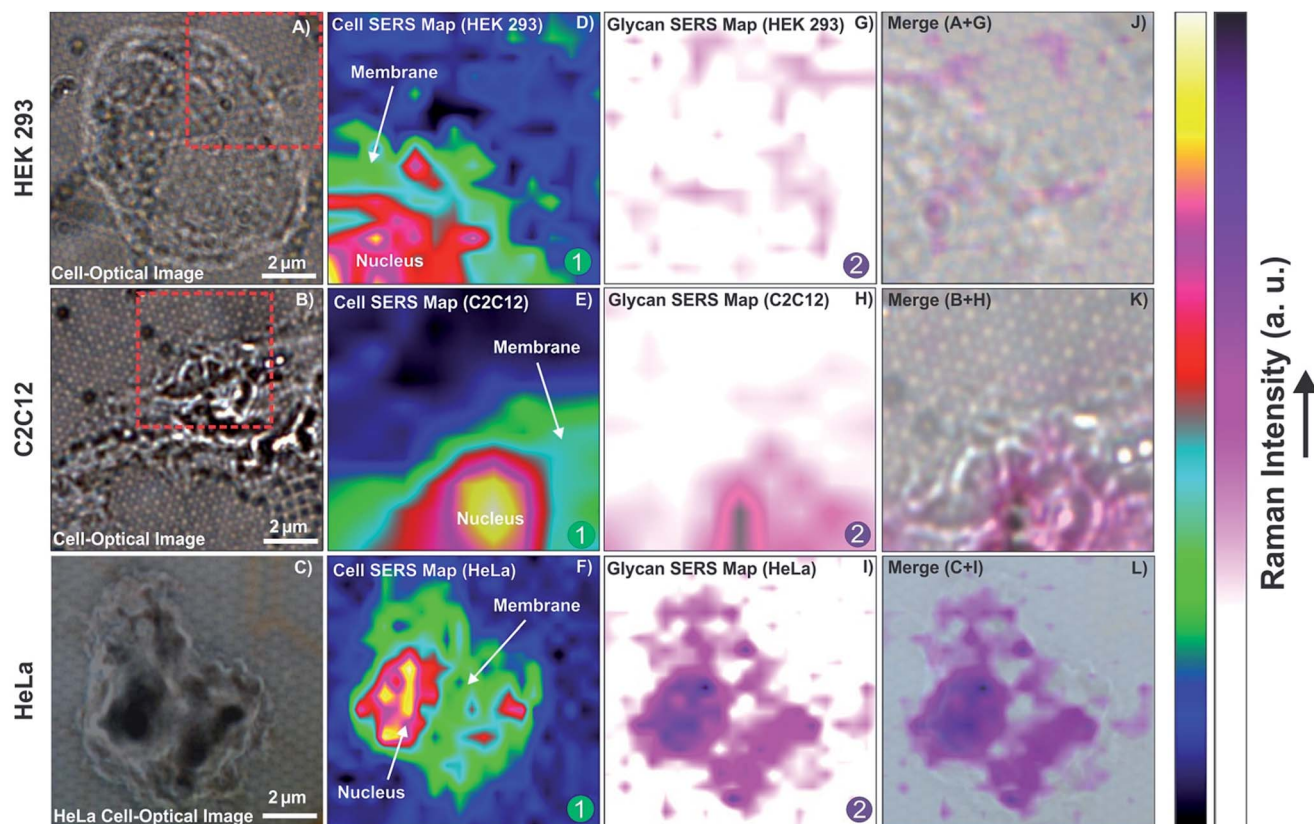 HEK 293
A)
Cell-Optical Image
2 µm
Cell SERS Map (HEK 293) D)
Membrane
Nucleus
1
Glycan SERS Map (HEK 293) G)
2
Merge (A+G) J)
C2C12
B)
Cell-Optical Image
2 µm
Cell SERS Map (C2C12) E)
Membrane
Nucleus
1
Glycan SERS Map (C2C12) H)
2
Merge (B+H) K)
HeLa
C)
HeLa Cell-Optical Image
2 µm
Cell SERS Map (HeLa) F)
Membrane
Nucleus
1
Glycan SERS Map (HeLa) I)
2
Merge (C+I) L)
Raman Intensity (a. u.)